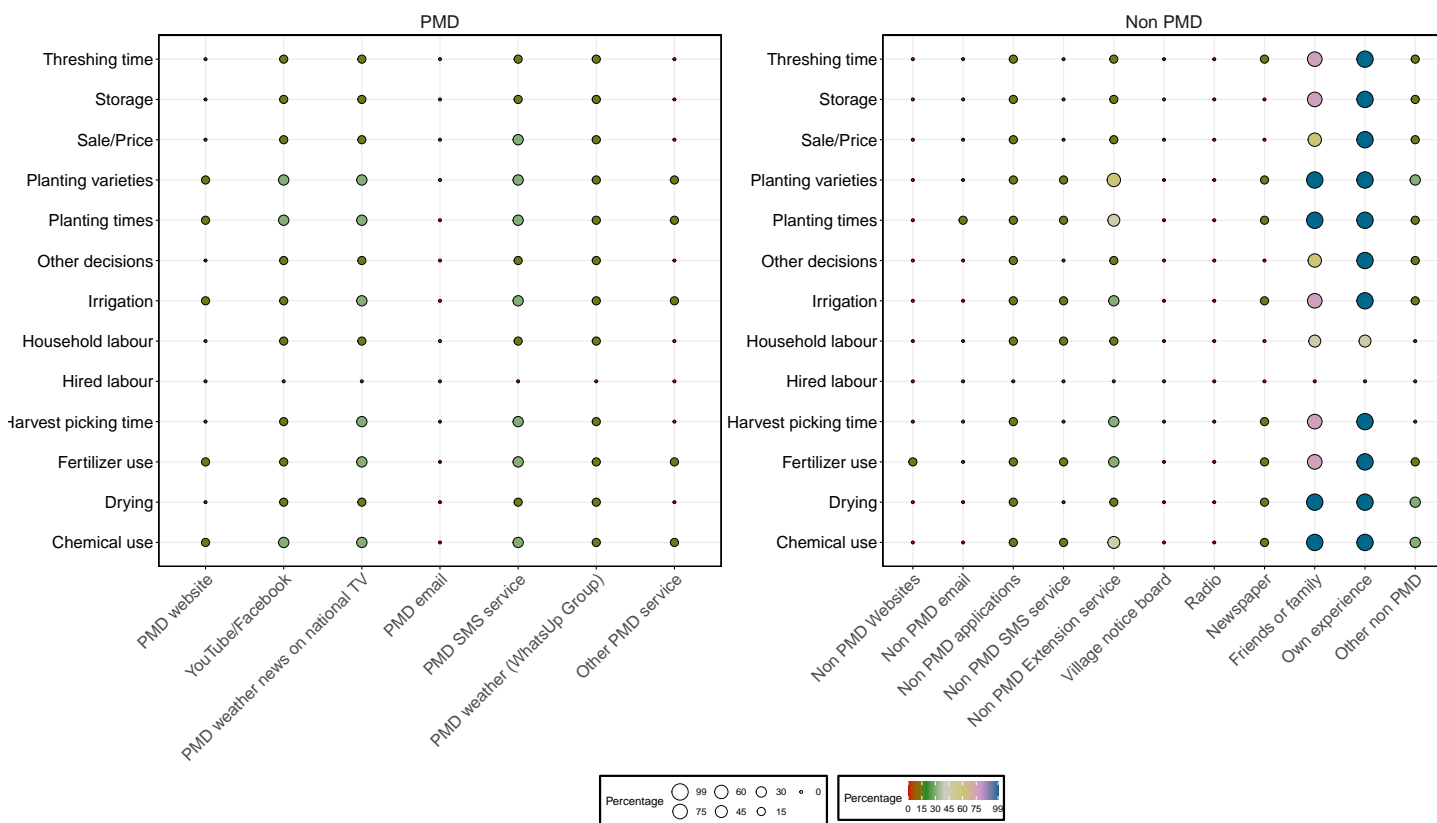 PMD
Non PMD
Threshing time
Storage
Sale/Price
Planting varieties
Planting times
Other decisions
Irrigation
Household labour
Hired labour
Harvest picking time
Fertilizer use
Drying
Chemical use
Threshing time
Storage
Sale/Price
Planting varieties
Planting times
Other decisions
Irrigation
Household labour
Hired labour
Harvest picking time
Fertilizer use
Drying
Chemical use
PMD website
YouTube/Facebook
PMD weather news on national TV
PMD email
PMD SMS service
PMD weather (WhatsUp Group)
Other PMD service
Non PMD Websites
Non PMD email
Non PMD applications
Non PMD SMS service
Non PMD Extension service
Village notice board
Radio
Newspaper
Friends or family
Own experience
Other non PMD
Percentage
99 60 30 0
75 45 15
Percentage
0 15 30 45 60 75 99